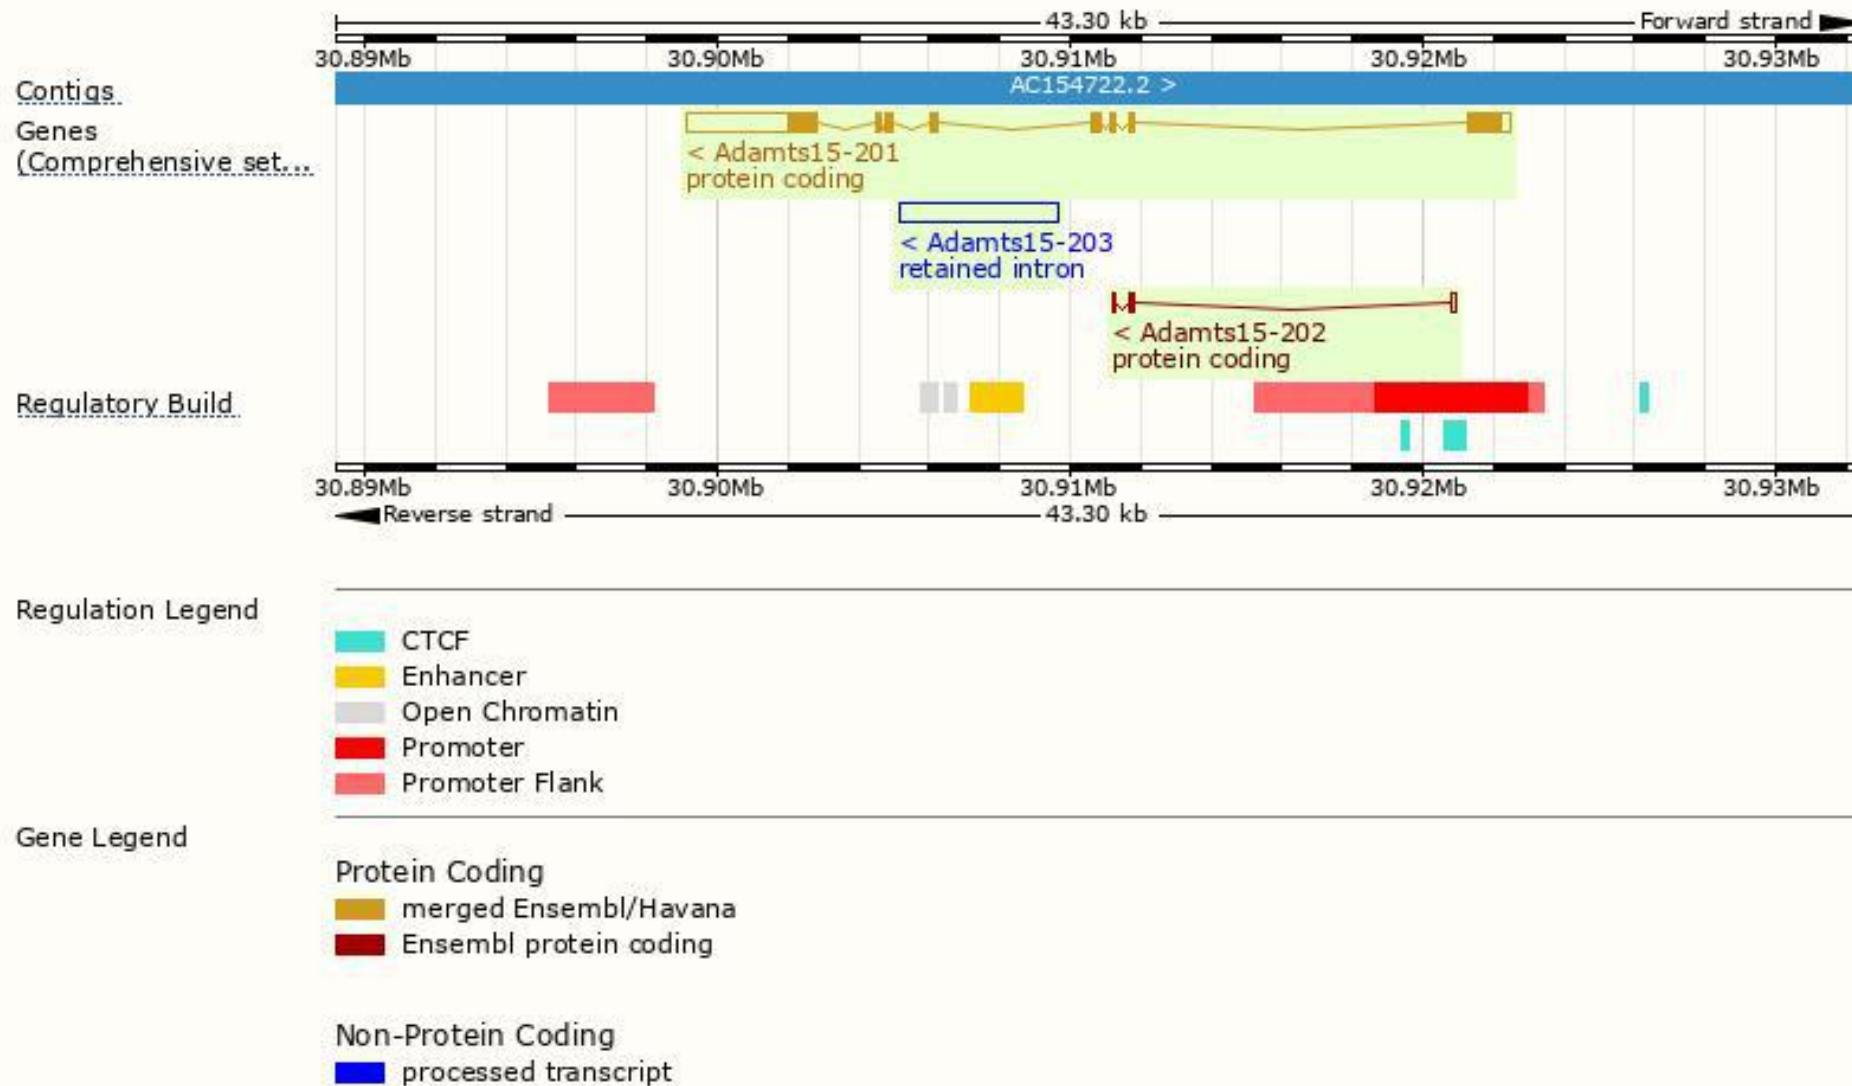 43.30 kb Forward strand
30.89Mb 30.90Mb 30.91Mb 30.92Mb 30.93Mb
Contigs AC154722.2 >
Genes
(Comprehensive set...
< Adamts15-201
protein coding
< Adamts15-203
retained intron
< Adamts15-202
protein coding
Regulatory Build
30.89Mb 30.90Mb 30.91Mb 30.92Mb 30.93Mb
Reverse strand 43.30 kb
Regulation Legend
CTCF
Enhancer
Open Chromatin
Promoter
Promoter Flank
Gene Legend
Protein Coding
merged Ensembl/Havana
Ensembl protein coding
Non-Protein Coding
processed transcript